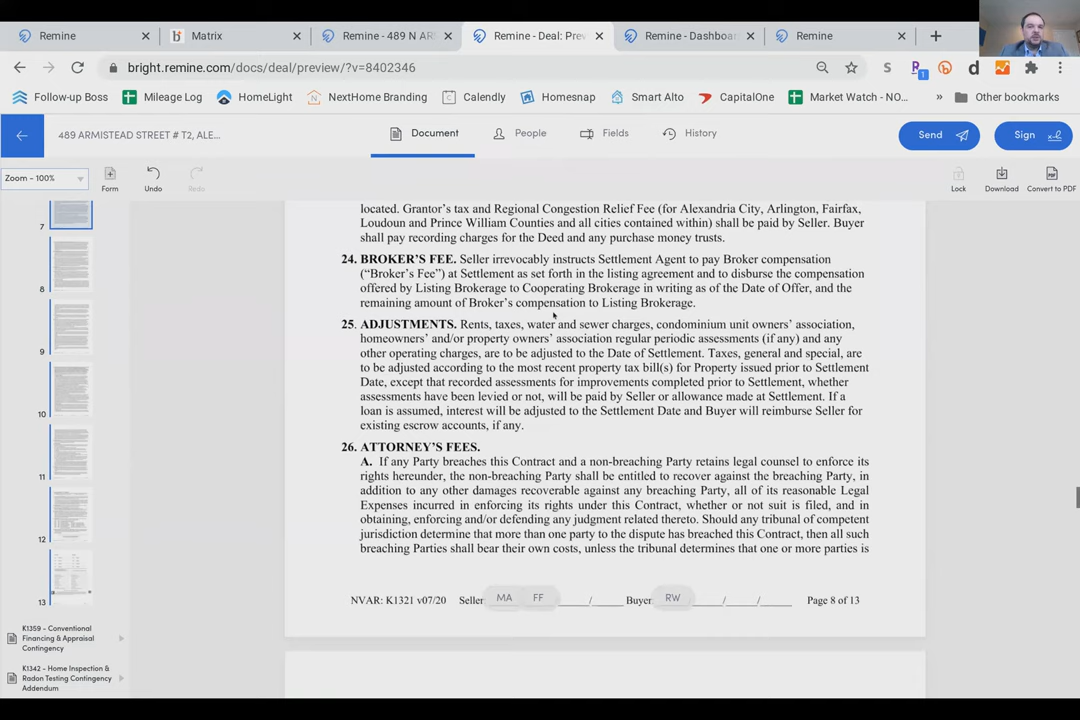 Remine
Matrix
Remine - 489 N AR
Remine - Deal: Prev
Remine - Dashboar
Remine
bright.remine.com/docs/deal/preview/?v=8402346
S
R
1
b
d
Follow-up Boss
Mileage Log
HomeLight
NextHome Branding
Calendly
Homesnap
Smart Alto
CapitalOne
Market Watch - NO...
»
Other bookmarks
489 ARMISTEAD STREET # T2, ALE...
Document
People
Fields
History
Send
Sign
Zoom - 100%
Form
Undo
Redo
Lock
Download
Convert to PDF
7
8
9
10
11
12
13
K1359 - Conventional
Financing & Appraisal
Contingency
K1342 - Home Inspection &
Radon Testing Contingency
Addendum
located. Grantor's tax and Regional Congestion Relief Fee (for Alexandria City, Arlington, Fairfax,
Loudoun and Prince William Counties and all cities contained within) shall be paid by Seller. Buyer
shall pay recording charges for the Deed and any purchase money trusts.
24. BROKER'S FEE. Seller irrevocably instructs Settlement Agent to pay Broker compensation
("Broker's Fee") at Settlement as set forth in the listing agreement and to disburse the compensation
offered by Listing Brokerage to Cooperating Brokerage in writing as of the Date of Offer, and the
remaining amount of Broker's compensation to Listing Brokerage.
25. ADJUSTMENTS. Rents, taxes, water and sewer charges, condominium unit owners' association,
homeowners' and/or property owners' association regular periodic assessments (if any) and any
other operating charges, are to be adjusted to the Date of Settlement. Taxes, general and special, are
to be adjusted according to the most recent property tax bill(s) for Property issued prior to Settlement
Date, except that recorded assessments for improvements completed prior to Settlement, whether
assessments have been levied or not, will be paid by Seller or allowance made at Settlement. If a
loan is assumed, interest will be adjusted to the Settlement Date and Buyer will reimburse Seller for
existing escrow accounts, if any.
26. ATTORNEY'S FEES.
A. If any Party breaches this Contract and a non-breaching Party retains legal counsel to enforce its
rights hereunder, the non-breaching Party shall be entitled to recover against the breaching Party, in
addition to any other damages recoverable against any breaching Party, all of its reasonable Legal
Expenses incurred in enforcing its rights under this Contract, whether or not suit is filed, and in
obtaining, enforcing and/or defending any judgment related thereto. Should any tribunal of competent
jurisdiction determine that more than one party to the dispute has breached this Contract, then all such
breaching Parties shall bear their own costs, unless the tribunal determines that one or more parties is
NVAR: K1321 v07/20 Seller: MA FF _____/_____ Buyer: RW _____/_____/_____ Page 8 of 13